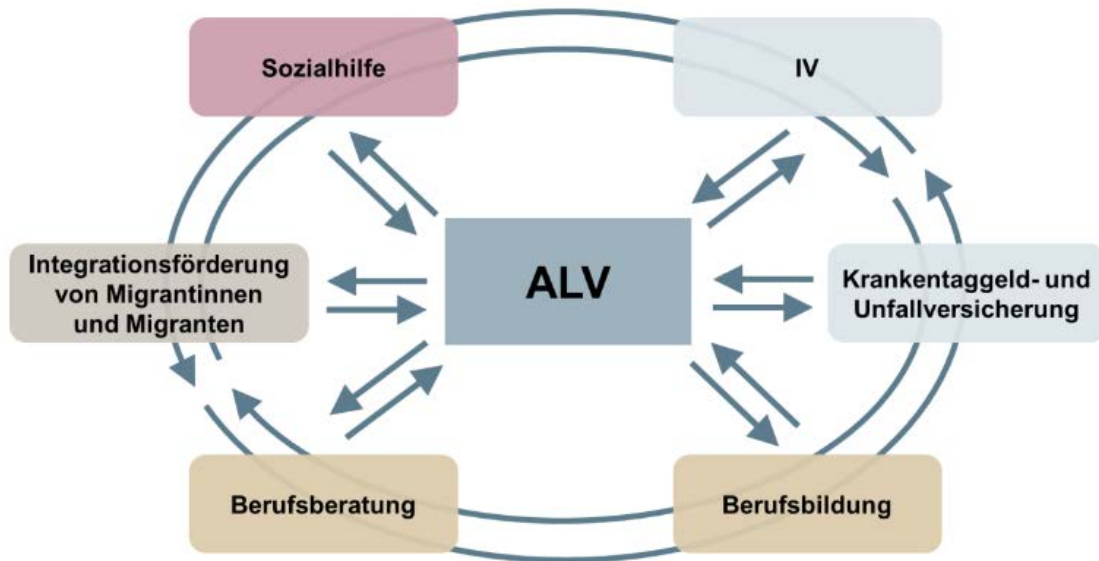 Sozialhilfe
IV
Integrationsförderung
von Migrantinnen
und Migranten
ALV
Krankentaggeld- und
Unfallversicherung
Berufsberatung
Berufsbildung